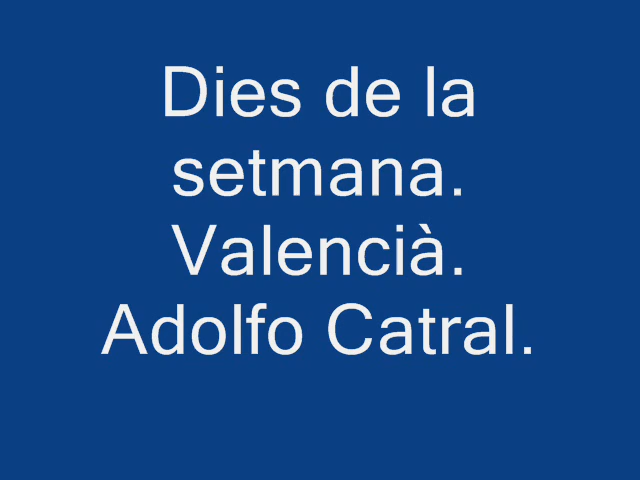 Dies de la
setmana.
Valencià.
Adolfo Catral.